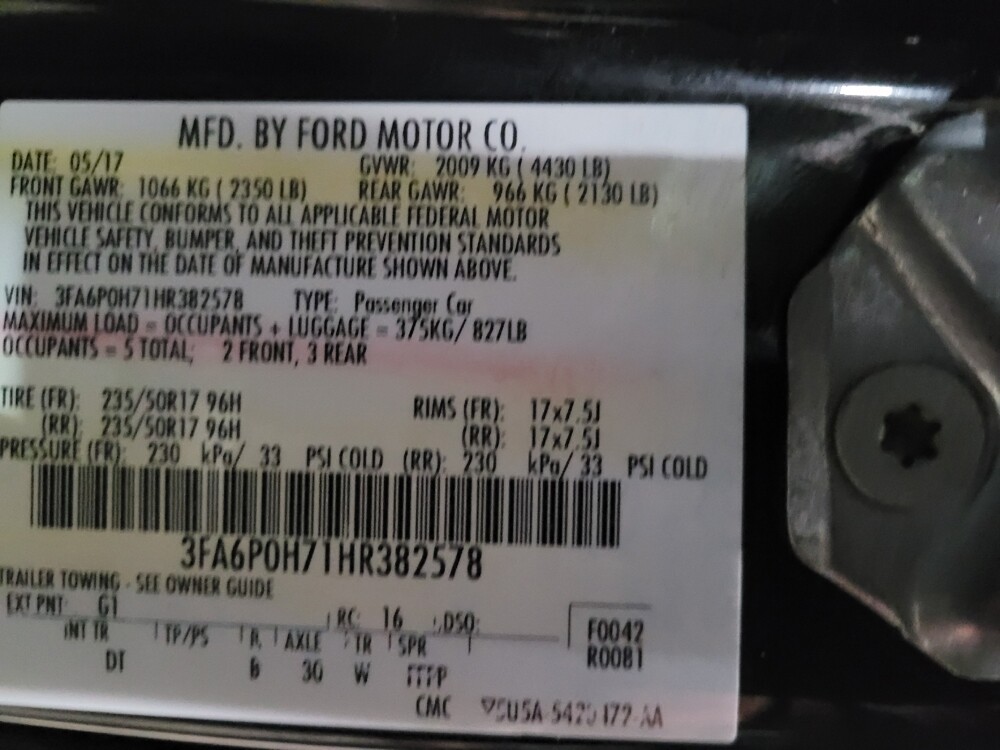 MFD. BY FORD MOTOR CO.
DATE: 05/17 GVWR: 2009 KG ( 4430 LB)
FRONT GAWR: 1066 KG ( 2350 LB) REAR GAWR: 966 KG ( 2130 LB)
THIS VEHICLE CONFORMS TO ALL APPLICABLE FEDERAL MOTOR
VEHICLE SAFETY, BUMPER, AND THEFT PREVENTION STANDARDS
IN EFFECT ON THE DATE OF MANUFACTURE SHOWN ABOVE.
VIN: 3FA6P0H71HR382578 TYPE: Passenger Car
MAXIMUM LOAD = OCCUPANTS + LUGGAGE = 375KG/ 827LB
OCCUPANTS = 5 TOTAL; 2 FRONT, 3 REAR
TIRE (FR): 235/50R17 96H RIMS (FR): 17x7.5J
(RR): 235/50R17 96H (RR): 17x7.5J
PRESSURE (FR): 230 kPa/ 33 PSI COLD (RR): 230 kPa/ 33 PSI COLD
3FA6P0H71HR382578
TRAILER TOWING - SEE OWNER GUIDE
EXT PNT: G1 RC: 16 DSO: F0042
INT TR TP/PS R AXLE TR SPR R0081
DT B 30 W FFFP
CMC